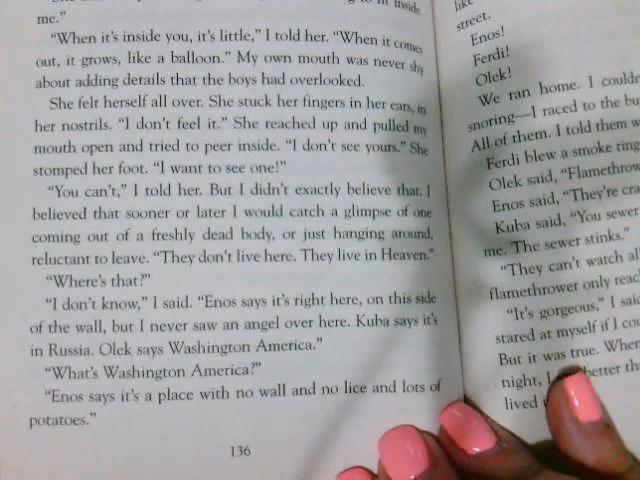 to fit inside
me."
"When it's inside you, it's little," I told her. "When it comes
out, it grows, like a balloon." My own mouth was never shy
about adding details that the boys had overlooked.
She felt herself all over. She stuck her fingers in her ears, in
her nostrils. "I don't feel it." She reached up and pulled my
mouth open and tried to peer inside. "I don't see yours." She
stomped her foot. "I want to see one!"
"You can't," I told her. But I didn't exactly believe that. I
believed that sooner or later I would catch a glimpse of one
coming out of a freshly dead body, or just hanging around,
reluctant to leave. "They don't live here. They live in Heaven."
"Where's that?"
"I don't know," I said. "Enos says it's right here, on this side
of the wall, but I never saw an angel over here. Kuba says it's
in Russia. Olek says Washington America."
"What's Washington America?"
"Enos says it's a place with no wall and no lice and lots of
potatoes."
136
like
street.
Enos!
Ferdi!
Olek!
We ran home. I
snoring—I raced to the
All of them. I told them
Ferdi blew a smoke ring
Olek said,
Enos said, "They're
Kuba said, "You
me. The sewer stinks."
"They can't watch
flamethrower only
"It's gorgeous," I
stared at myself if I
But it was true.
night, I better
lived